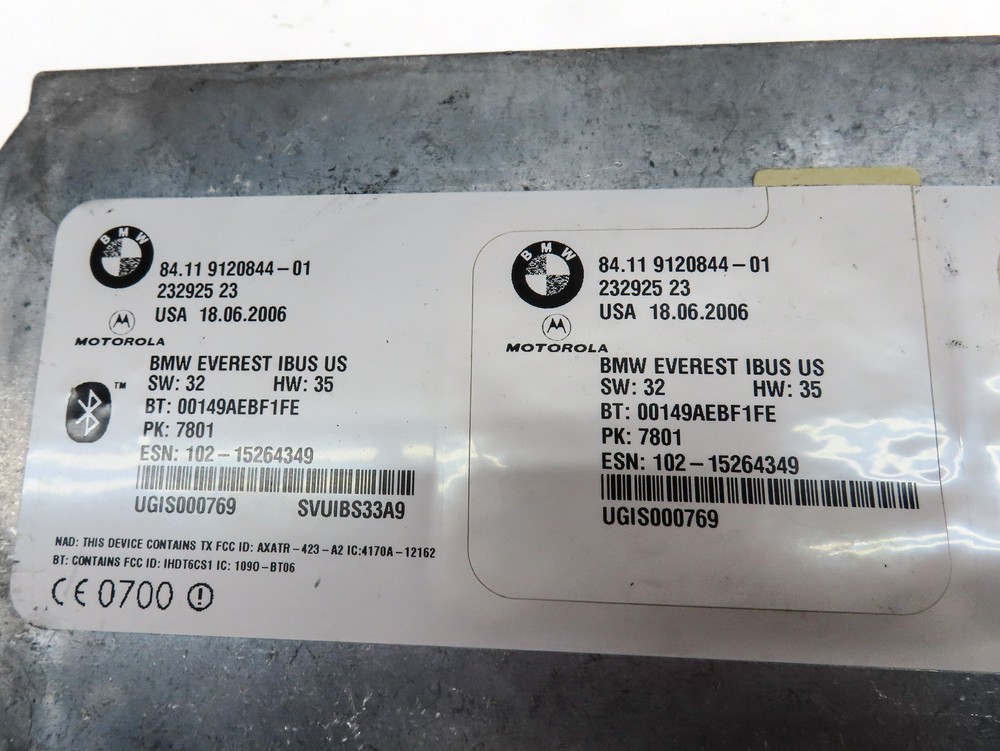 BMW
84.11 9120844-01
232925 23
USA 18.06.2006
MOTOROLA
BMW EVEREST IBUS US
SW: 32 HW: 35
TM
BT: 00149AEBF1FE
PK: 7801
ESN: 102-15264349
UGIS000769 SVUIBS33A9
NAD: THIS DEVICE CONTAINS TX FCC ID: AXATR-423-A2 IC:4170A-12162
BT: CONTAINS FCC ID: IHDT6CS1 IC: 1090-BT06
CE 0700
BMW
84.11 9120844-01
232925 23
USA 18.06.2006
MOTOROLA
BMW EVEREST IBUS US
SW: 32 HW: 35
BT: 00149AEBF1FE
PK: 7801
ESN: 102-15264349
UGIS000769